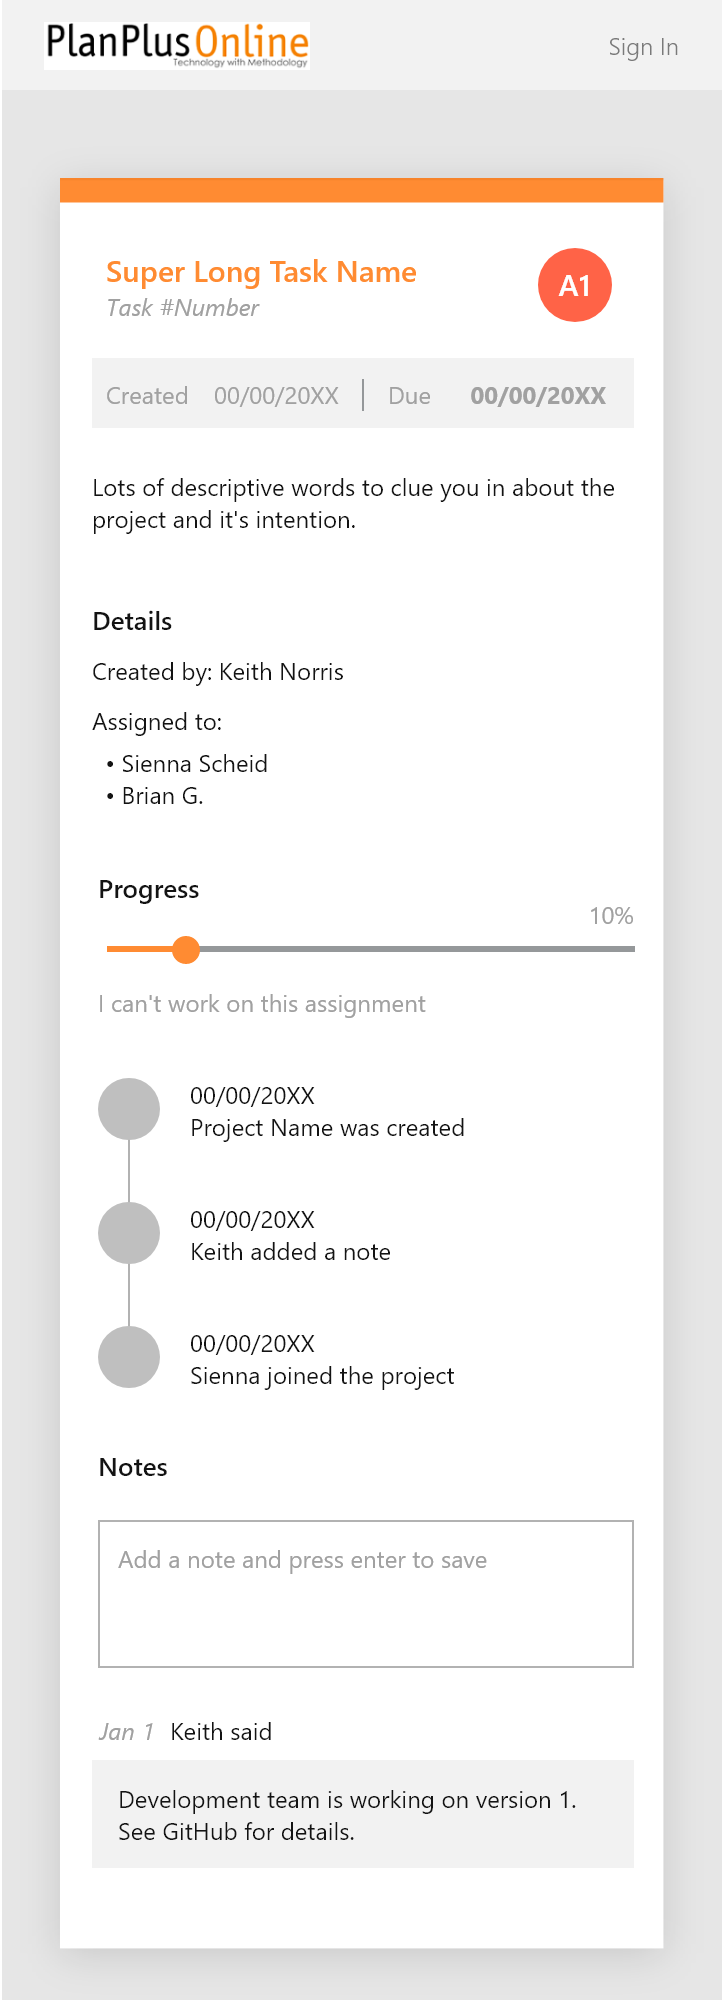 PlanPlusOnline
Technology with Methodology
Sign In
Super Long Task Name
Task #Number
A1
Created 00/00/20XX | Due 00/00/20XX
Lots of descriptive words to clue you in about the
project and it's intention.
Details
Created by: Keith Norris
Assigned to:
• Sienna Scheid
• Brian G.
Progress
10%
I can't work on this assignment
00/00/20XX
Project Name was created
00/00/20XX
Keith added a note
00/00/20XX
Sienna joined the project
Notes
Add a note and press enter to save
Jan 1 Keith said
Development team is working on version 1.
See GitHub for details.